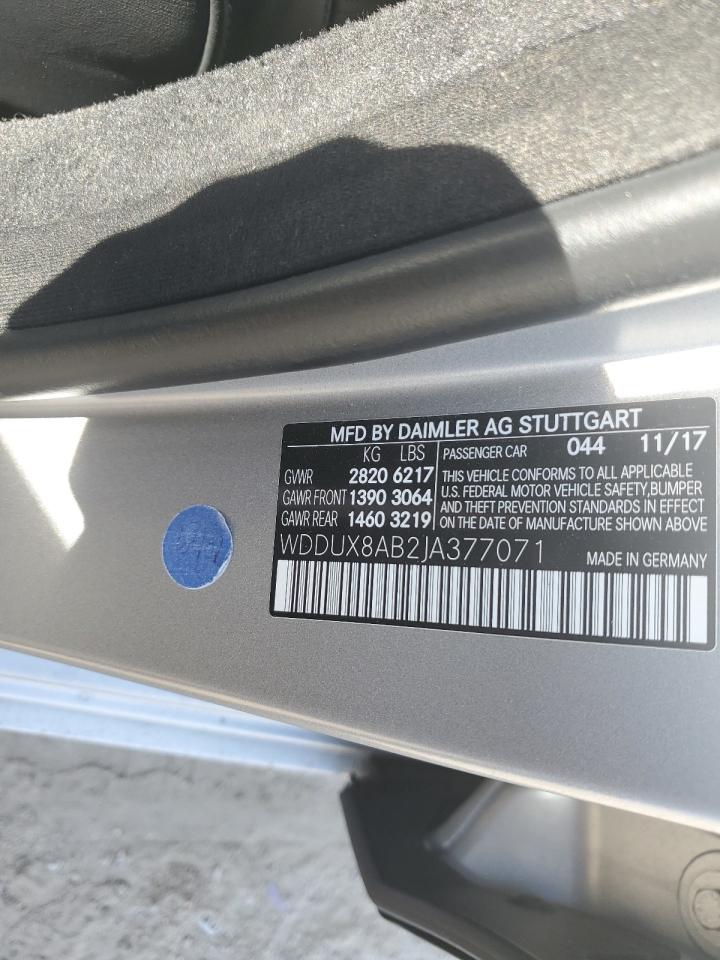 MFD BY DAIMLER AG STUTTGART
KG LBS
GVWR 2820 6217
GAWR FRONT 1390 3064
GAWR REAR 1460 3219
PASSENGER CAR 044 11/17
THIS VEHICLE CONFORMS TO ALL APPLICABLE
U.S. FEDERAL MOTOR VEHICLE SAFETY,BUMPER
AND THEFT PREVENTION STANDARDS IN EFFECT
ON THE DATE OF MANUFACTURE SHOWN ABOVE
WDDUX8AB2JA377071 MADE IN GERMANY